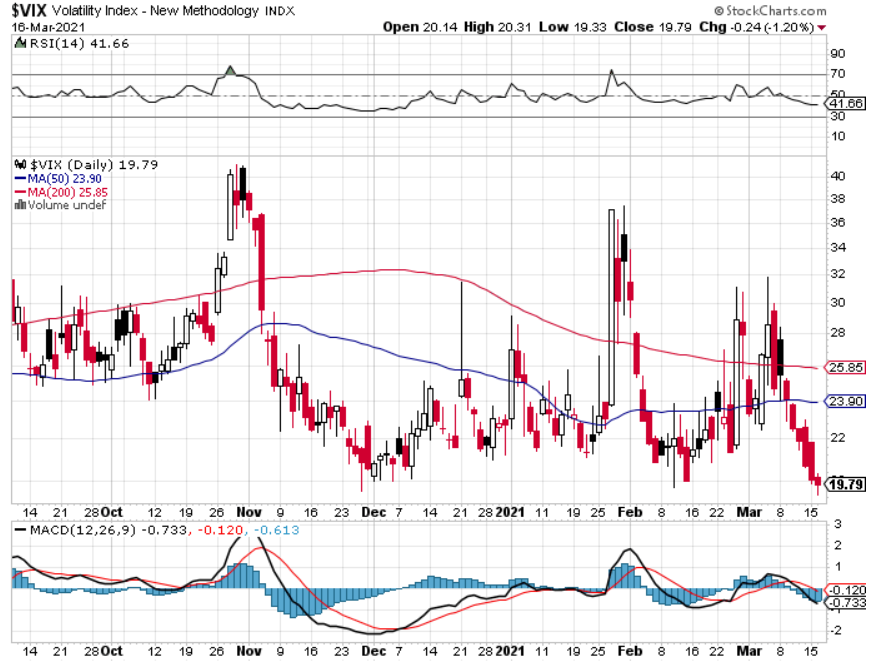 $VIX Volatility Index - New Methodology INDX © StockCharts.com
16-Mar-2021 Open 20.14 High 20.31 Low 19.33 Close 19.79 Chg -0.24 (-1.20%)
RSI(14) 41.66
90
70
50
41.66
30
10
$VIX (Daily) 19.79
MA(50) 23.90
MA(200) 25.85
Volume undef
40
38
36
34
32
30
28
25.85
23.90
22
19.79
14 21 28 Oct 12 19 26 Nov 9 16 23 Dec 7 14 21 28 2021 11 19 25 Feb 8 16 22 Mar 8 15
MACD(12,26,9) -0.733, -0.120, -0.613
3
2
1
-0.120
-0.733
-2
14 21 28 Oct 12 19 26 Nov 9 16 23 Dec 7 14 21 28 2021 11 19 25 Feb 8 16 22 Mar 8 15